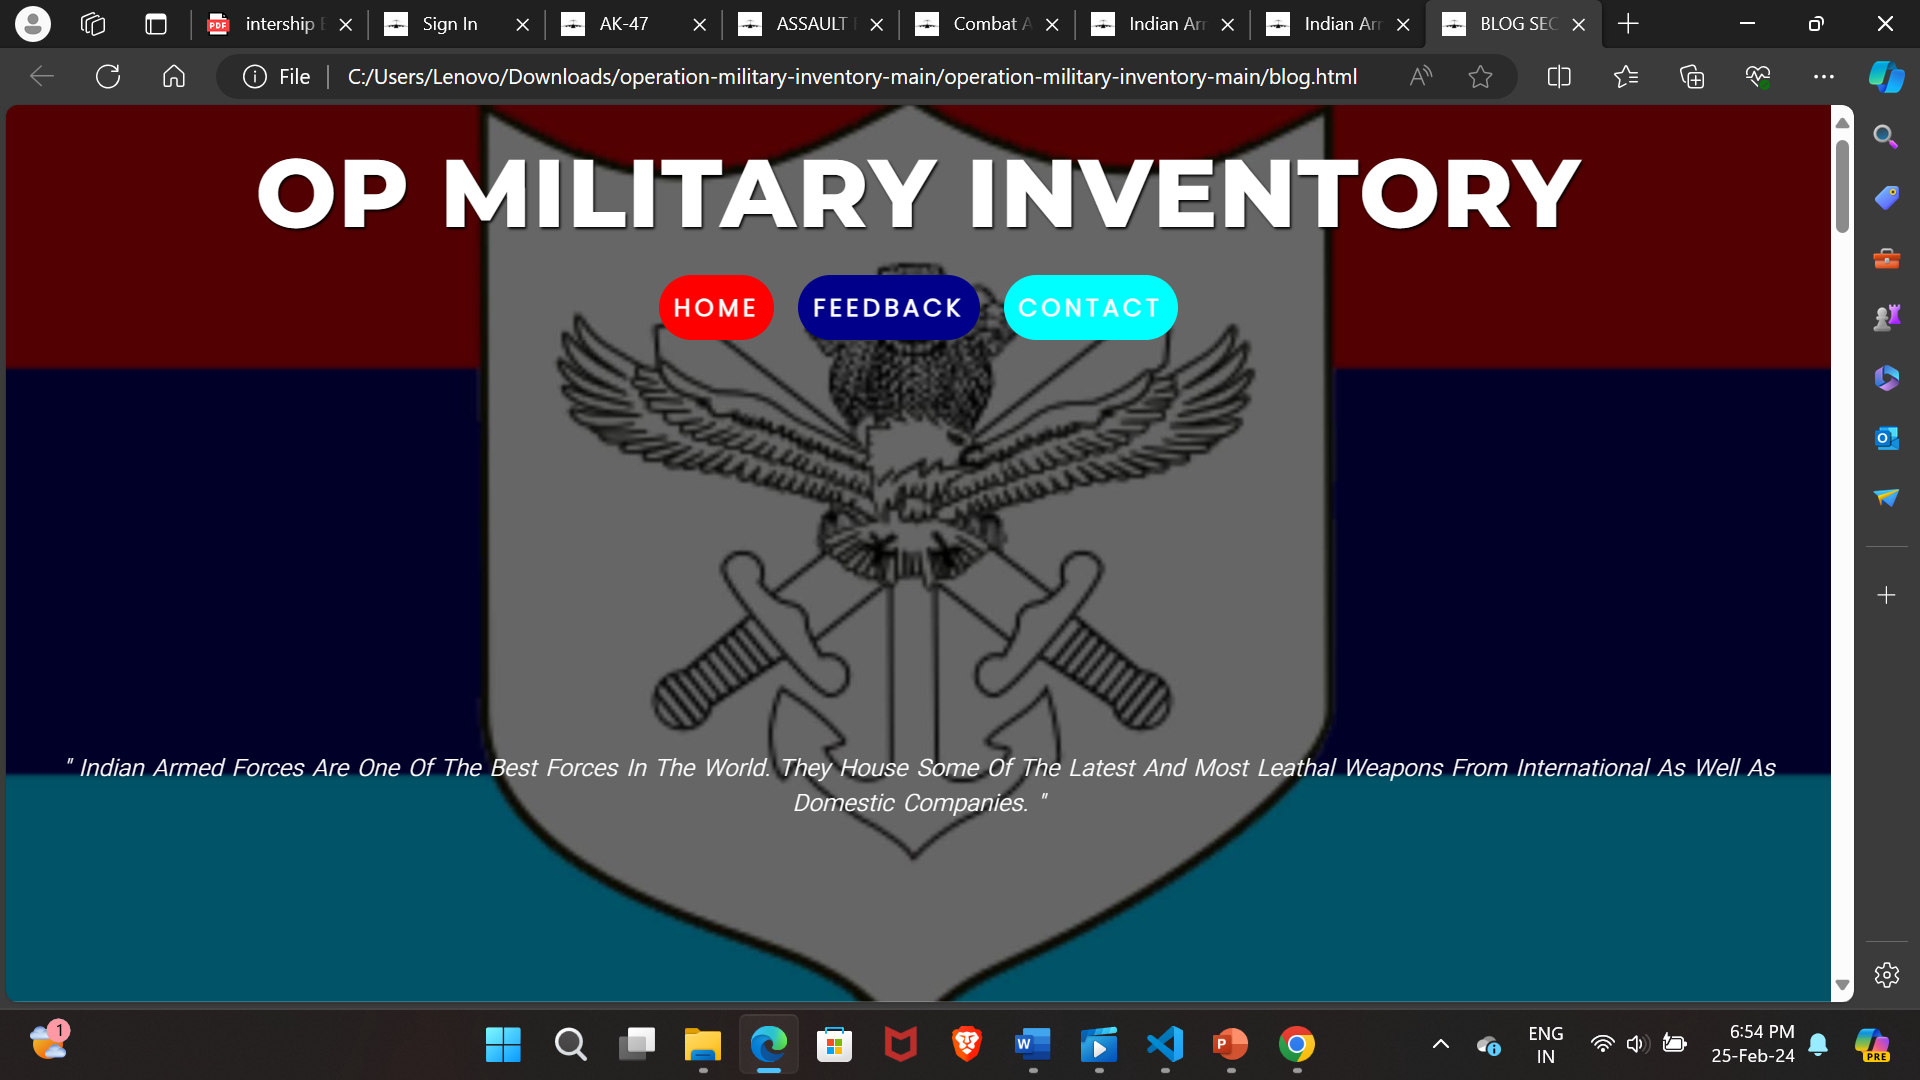 intership
Sign In
AK-47
ASSAULT
Combat A
Indian Arr
Indian Arr
BLOG SEC
File
C:/Users/Lenovo/Downloads/operation-military-inventory-main/operation-military-inventory-main/blog.html
OP MILITARY INVENTORY
HOME
FEEDBACK
CONTACT
" Indian Armed Forces Are One Of The Best Forces In The World. They House Some Of The Latest And Most Leathal Weapons From International As Well As
Domestic Companies. "
1
ENG
IN
6:54 PM
25-Feb-24
PRE